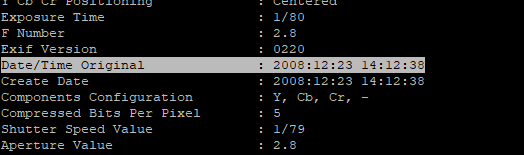 Y Cb Cr Positioning : Centered
Exposure Time : 1/80
F Number : 2.8
Exif Version : 0220
Date/Time Original : 2008:12:23 14:12:38
Create Date : 2008:12:23 14:12:38
Components Configuration : Y, Cb, Cr, -
Compressed Bits Per Pixel : 5
Shutter Speed Value : 1/79
Aperture Value : 2.8